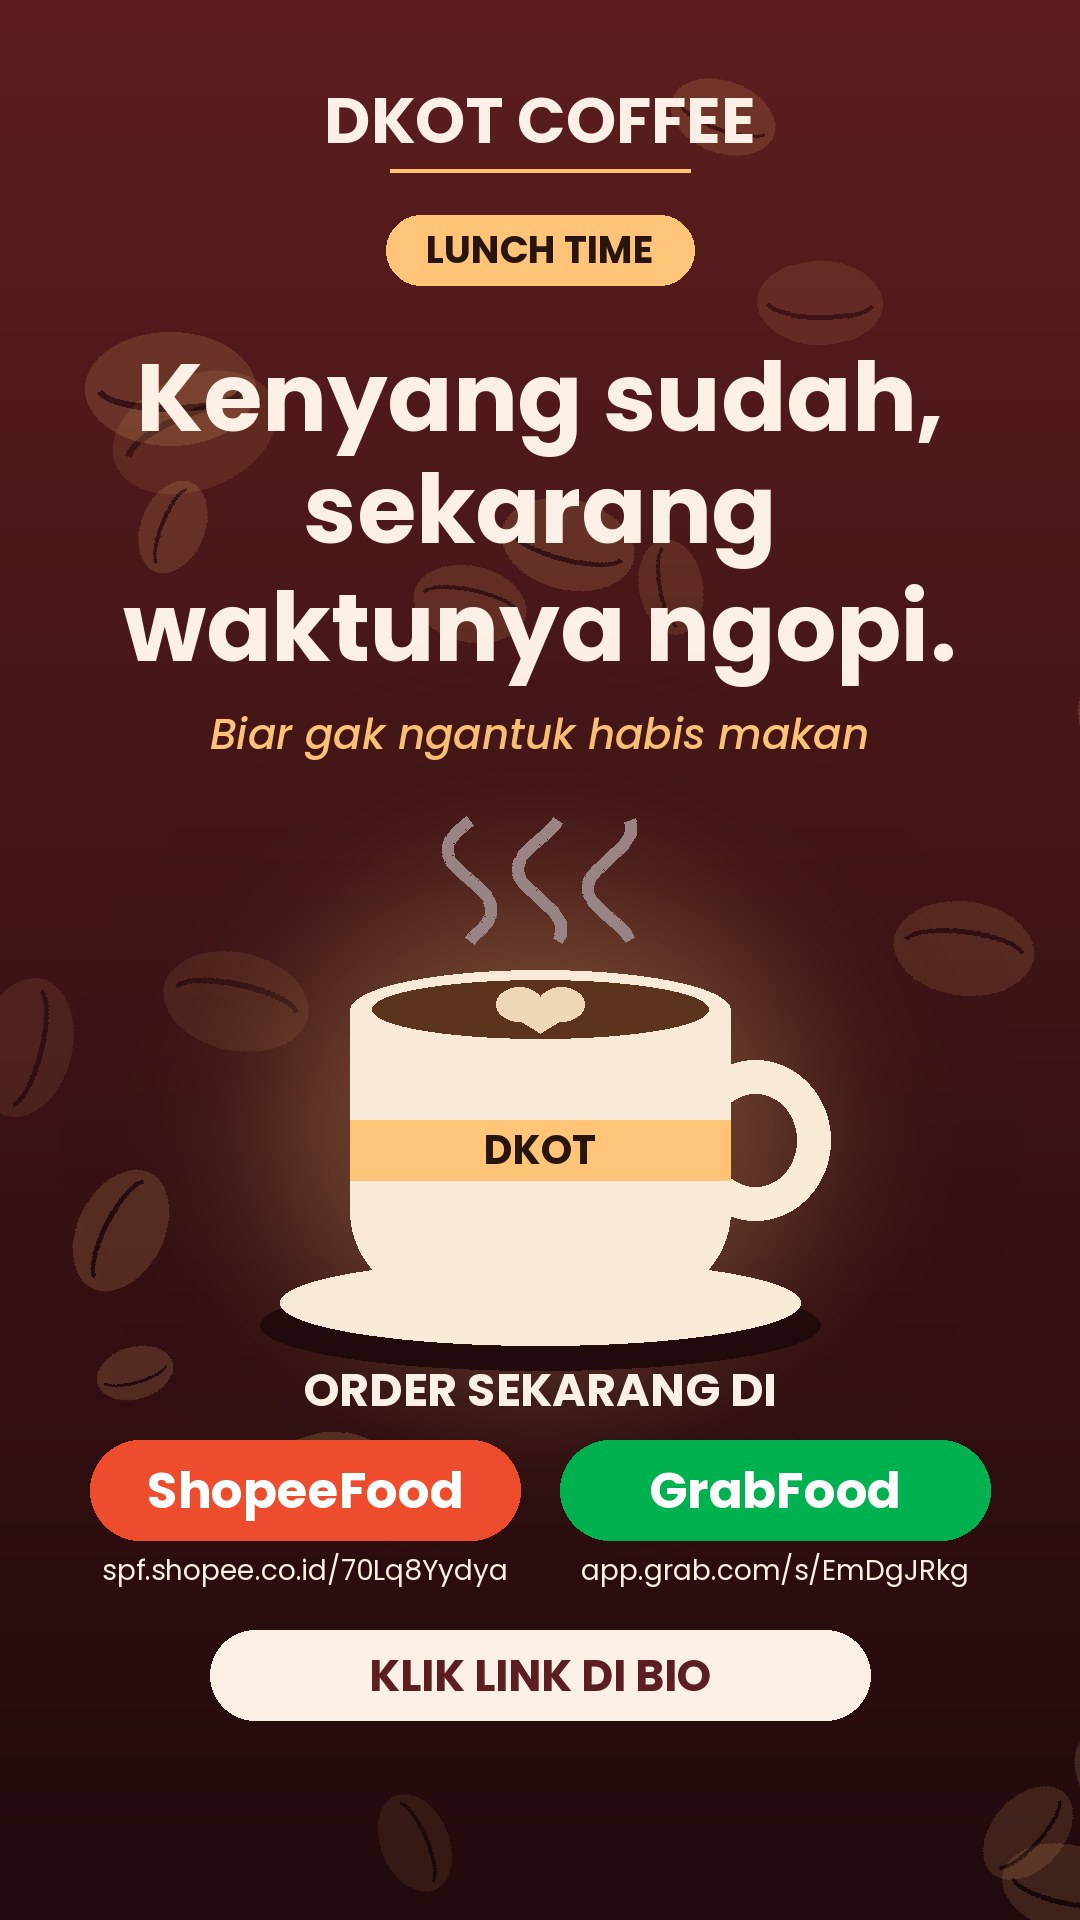 DKOT COFFEE
LUNCH TIME
Kenyang sudah,
sekarang
waktunya ngopi.
Biar gak ngantuk habis makan
DKOT
ORDER SEKARANG DI
ShopeeFood
GrabFood
spf.shopee.co.id/70Lq8Yydya
app.grab.com/s/EmDgJRkg
KLIK LINK DI BIO